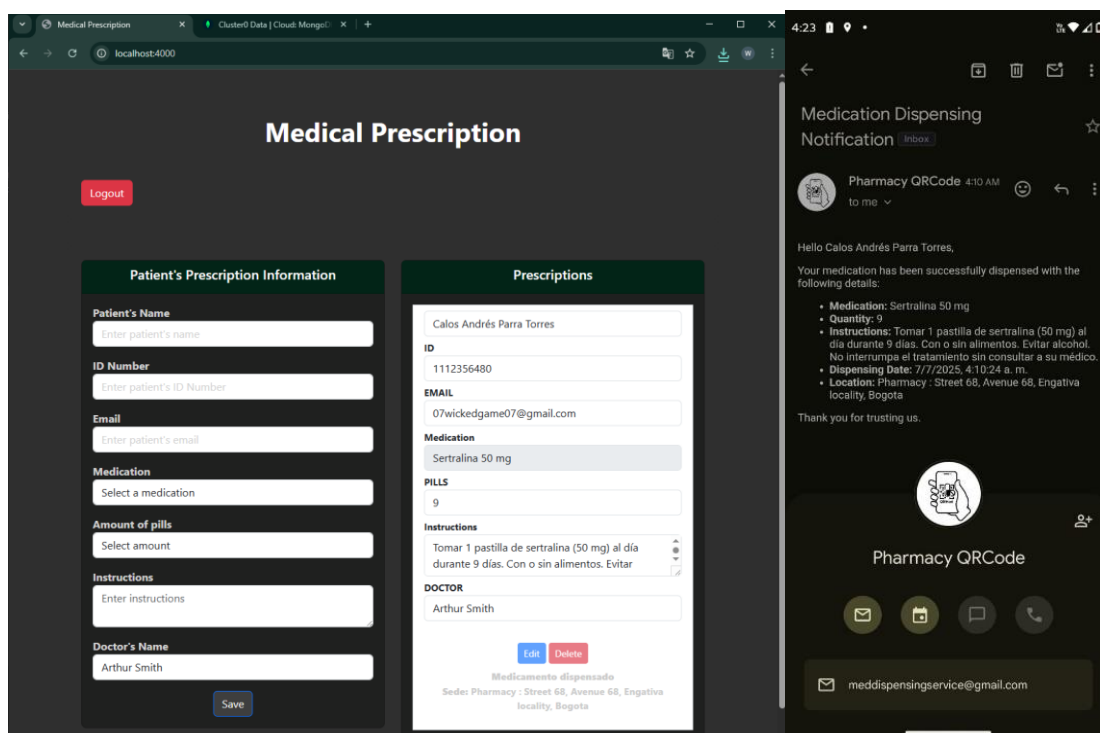 Medical Prescription
Cluster0 Data | Cloud: MongoD
localhost:4000
W
Medical Prescription
Logout
Patient's Prescription Information
Patient's Name
Enter patient's name
ID Number
Enter patient's ID Number
Email
Enter patient's email
Medication
Select a medication
Amount of pills
Select amount
Instructions
Enter instructions
Doctor's Name
Arthur Smith
Save
Prescriptions
Calos Andrés Parra Torres
ID
1112356480
EMAIL
07wickedgame07@gmail.com
Medication
Sertralina 50 mg
PILLS
9
Instructions
Tomar 1 pastilla de sertralina (50 mg) al día
durante 9 días. Con o sin alimentos. Evitar
DOCTOR
Arthur Smith
Edit Delete
Medicamento dispensado
Sede: Pharmacy : Street 68, Avenue 68, Engativa
locality, Bogota
4:23
Medication Dispensing
Notification Inbox
Pharmacy QRCode 4:10 AM
to me
Hello Calos Andrés Parra Torres,
Your medication has been successfully dispensed with the
following details:
• Medication: Sertralina 50 mg
• Quantity: 9
• Instructions: Tomar 1 pastilla de sertralina (50 mg) al
día durante 9 días. Con o sin alimentos. Evitar alcohol.
No interrumpa el tratamiento sin consultar a su médico.
• Dispensing Date: 7/7/2025, 4:10:24 a. m.
• Location: Pharmacy : Street 68, Avenue 68, Engativa
locality, Bogota
Thank you for trusting us.
Pharmacy QRCode
meddispensingservice@gmail.com